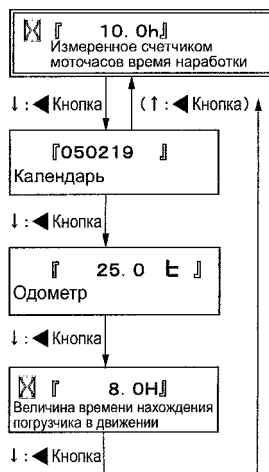 『 10. 0h』
Измеренное счетчиком
моточасов время наработки
↓ : ◀ Кнопка
(↑ : ◀ Кнопка)
『050219 』
Календарь
↓ : ◀ Кнопка
『 25. 0 ﾋ 』
Одометр
↓ : ◀ Кнопка
『 8. 0H』
Величина времени нахождения
погрузчика в движении
↓ : ◀ Кнопка